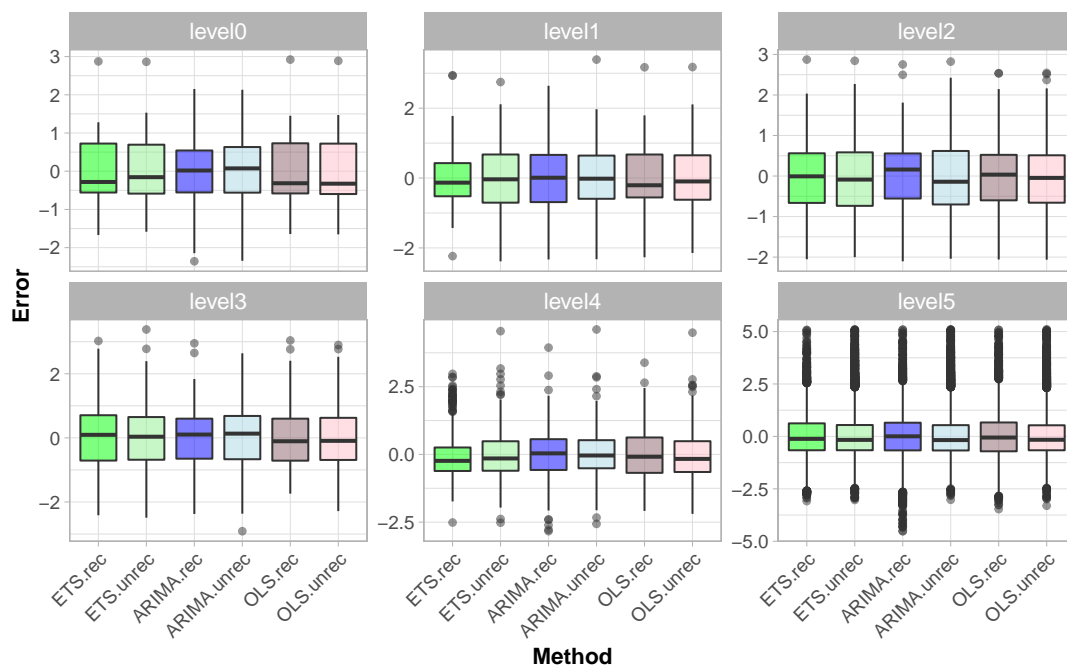 level0
level1
level2
3
2
1
0
−1
−2
2
0
−2
3
2
1
0
−1
−2
Error
level3
level4
level5
2
0
−2
2.5
0.0
−2.5
5.0
2.5
0.0
−2.5
−5.0
ETS.rec
ETS.unrec
ARIMA.rec
ARIMA.unrec
OLS.rec
OLS.unrec
ETS.rec
ETS.unrec
ARIMA.rec
ARIMA.unrec
OLS.rec
OLS.unrec
ETS.rec
ETS.unrec
ARIMA.rec
ARIMA.unrec
OLS.rec
OLS.unrec
Method